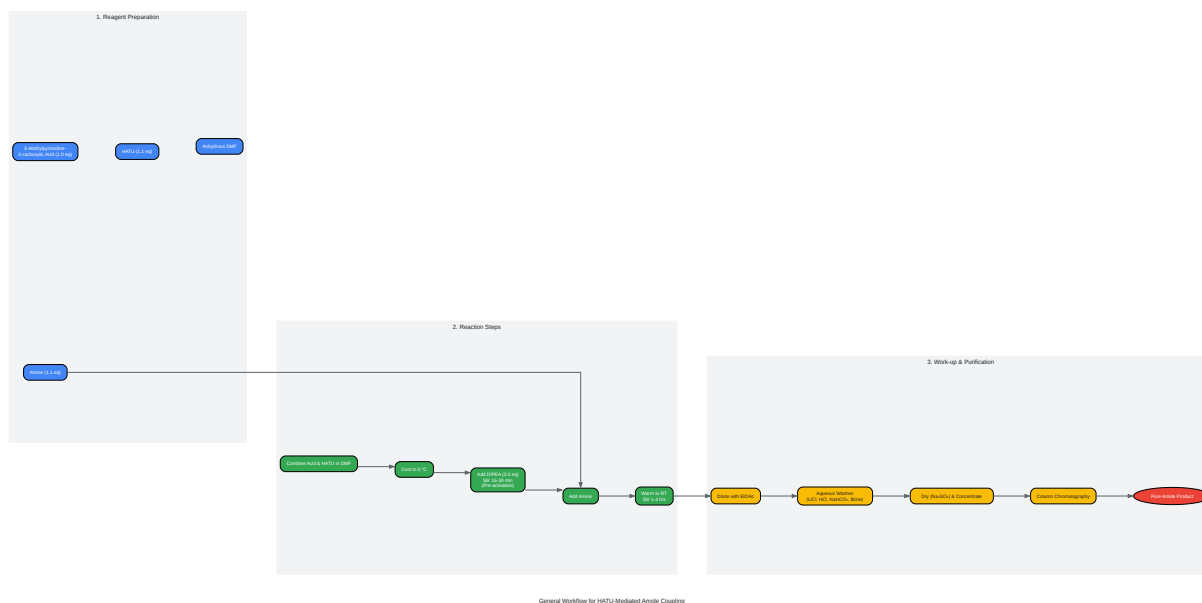 1. Reagent Preparation
5-Methylpyrimidine-
2-carboxylic Acid (1.0 eq)
HATU (1.1 eq)
Anhydrous DMF
Amine (1.1 eq)
2. Reaction Steps
Combine Acid & HATU in DMF
Cool to 0 °C
Add DIPEA (3.0 eq)
Stir 15-30 min
(Pre-activation)
Add Amine
Warm to RT
Stir 1-4 hrs
3. Work-up & Purification
Dilute with EtOAc
Aqueous Washes
(LiCl, HCl, NaHCO₃, Brine)
Dry (Na₂SO₄) & Concentrate
Column Chromatography
Pure Amide Product
General Workflow for HATU-Mediated Amide Coupling